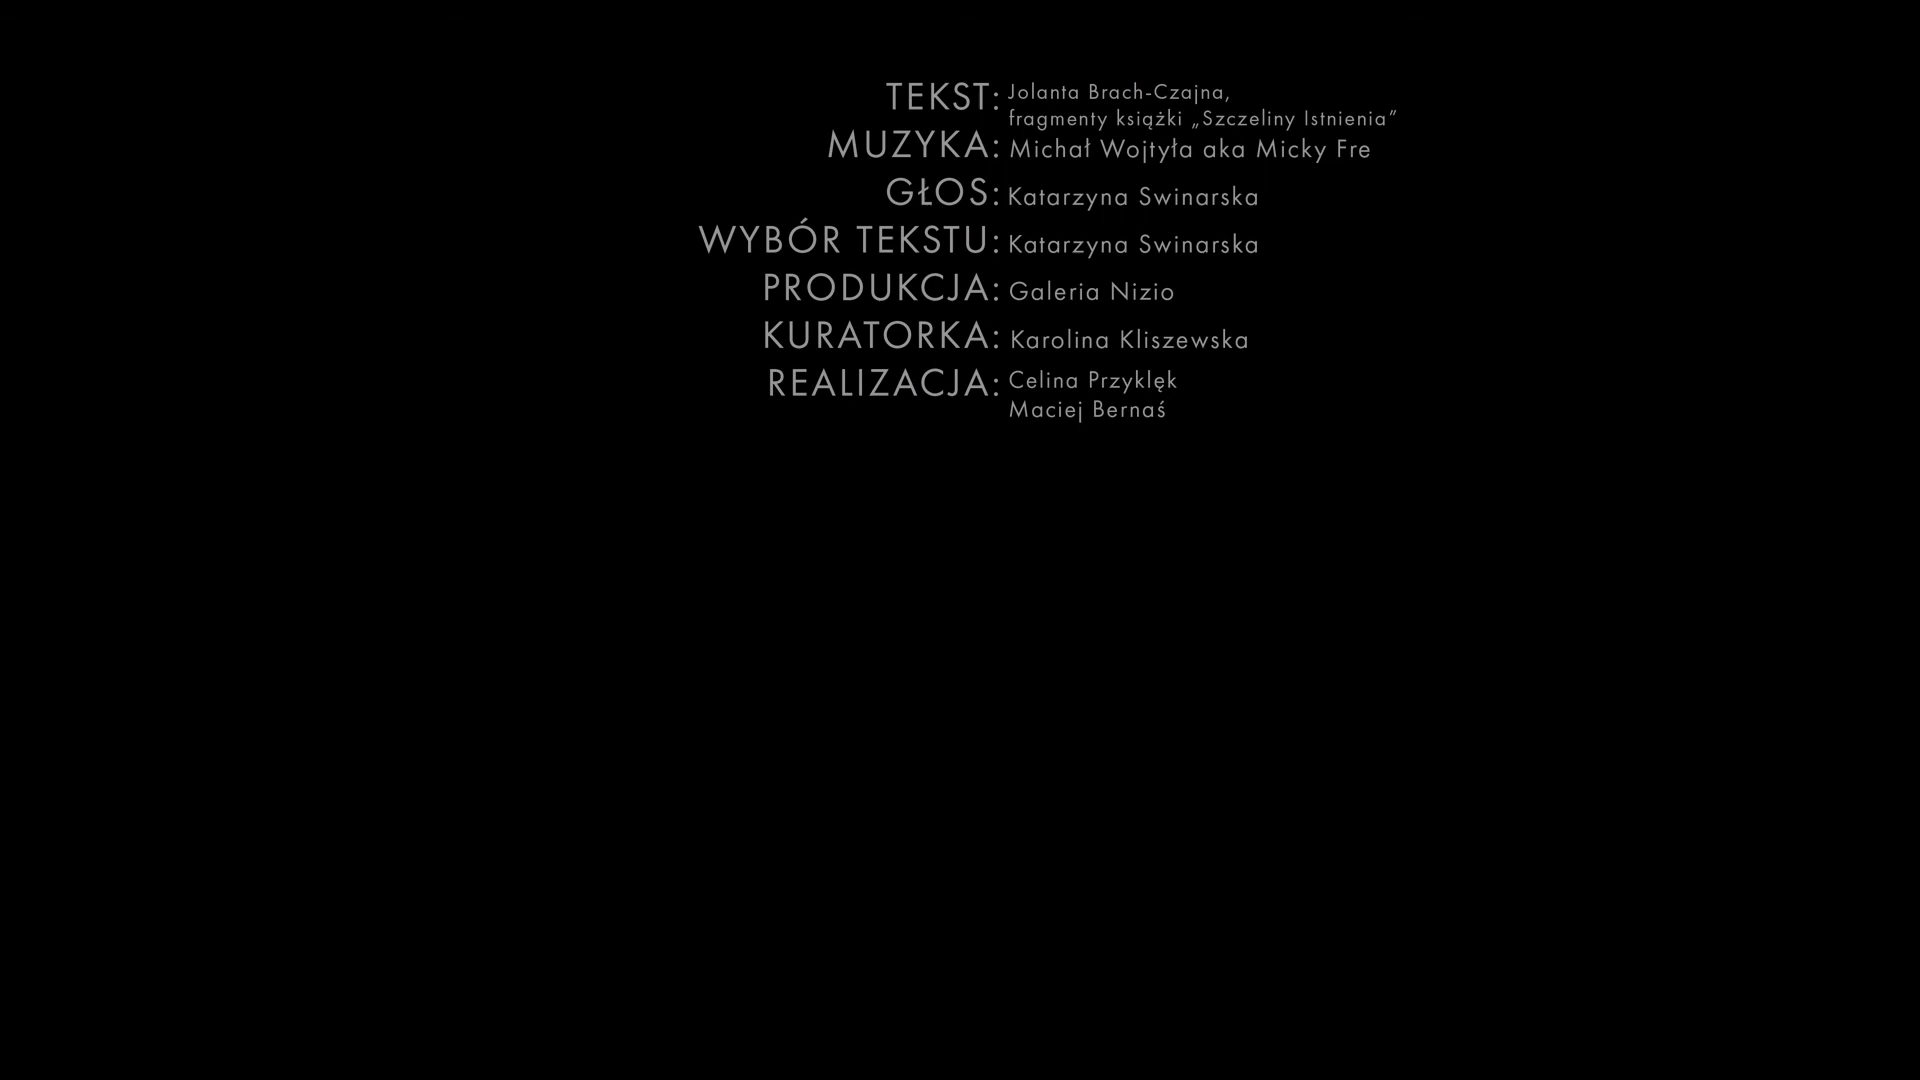 TEKST: Jolanta Brach-Czajna,
fragmenty książki „Szczeliny Istnienia”
MUZYKA: Michał Wojtyła aka Micky Fre
GŁOS: Katarzyna Swinarska
WYBÓR TEKSTU: Katarzyna Swinarska
PRODUKCJA: Galeria Nizio
KURATORKA: Karolina Kliszewska
REALIZACJA: Celina Przyklęk
Maciej Bernaś